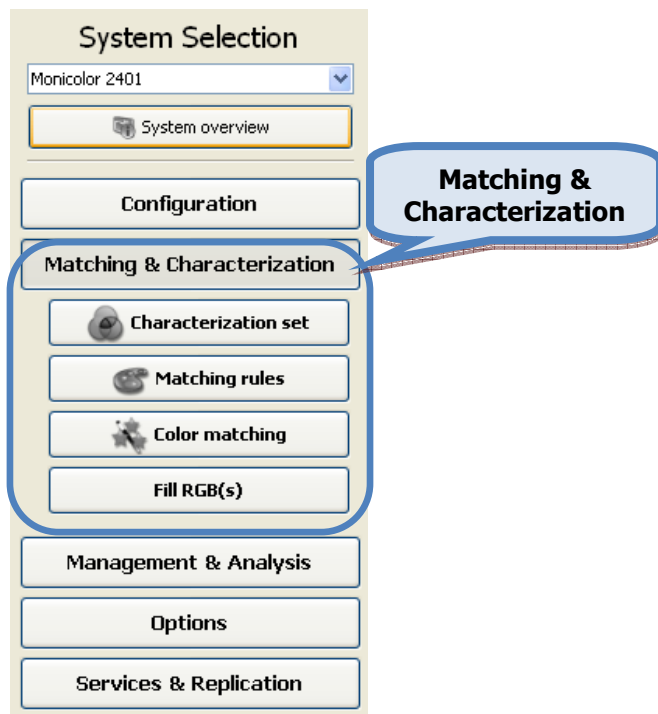 System Selection
Monicolor 2401
System overview
Configuration
Matching & Characterization
Characterization set
Matching rules
Color matching
Fill RGB(s)
Management & Analysis
Options
Services & Replication
Matching &
Characterization